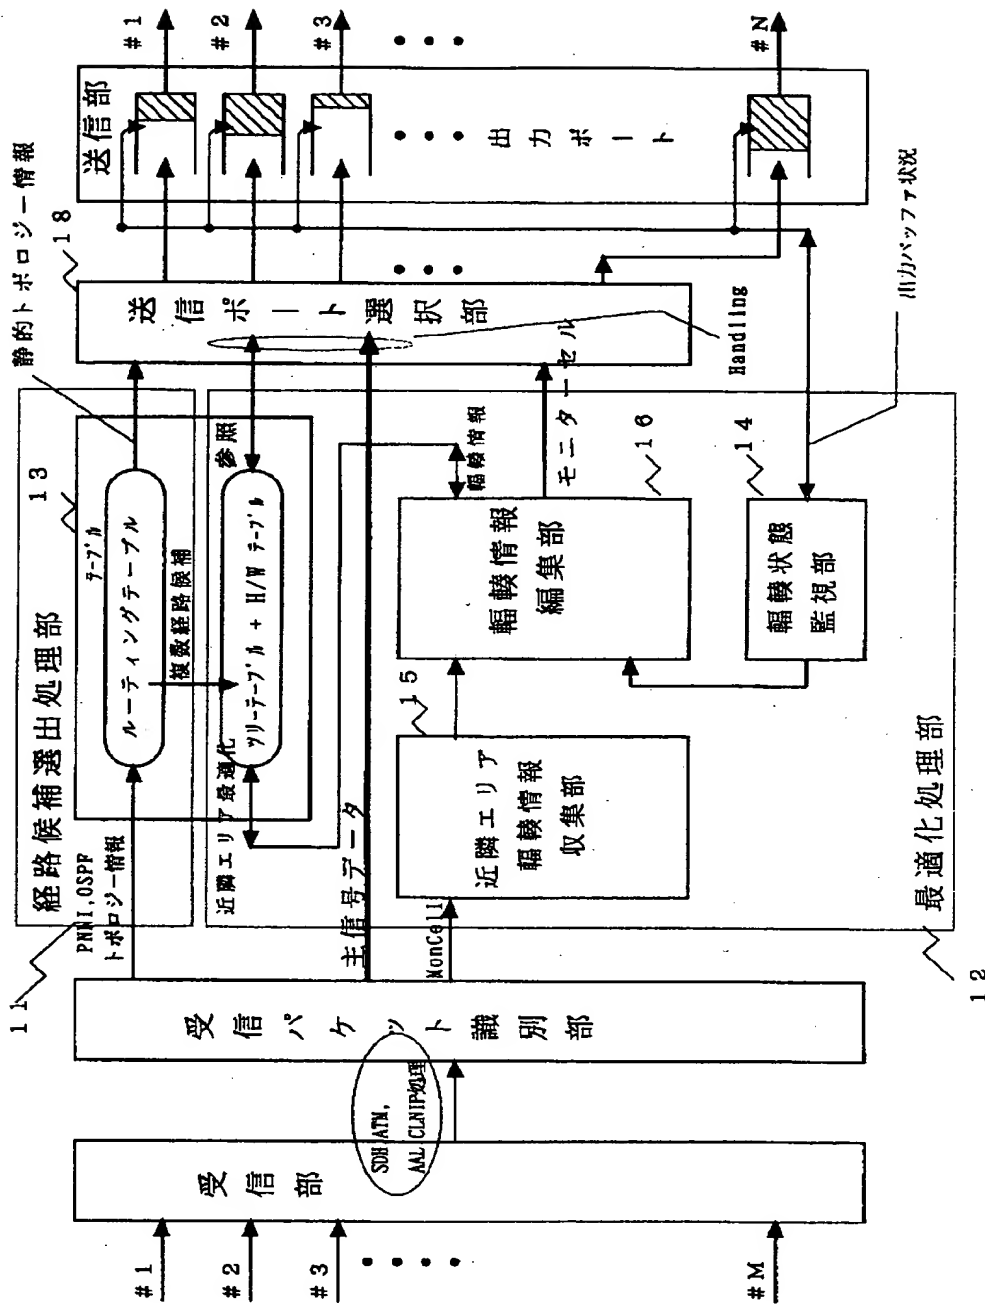 #1
#2
#3
#M
受信部
SDH,ATM,
AAL,CLNIP処理
受信パケット識別部
11
経路候補選出処理部
PNNI,OSPF
トポロジー情報
13
テーブル
ルーティングテーブル
複数経路候補
ツリーテーブル + H/W テーブル
近隣エリア最適化
参照
静的トポロジー情報
主信号データ
MonCell
15
近隣エリア
輻輳情報
収集部
輻輳情報
輻輳情報
編集部
16
モニターセル
14
輻輳状態
監視部
最適化処理部
12
18
送信ポート選択部
Handling
出力バッファ状況
送信部
出力ポート
#1
#2
#3
#N